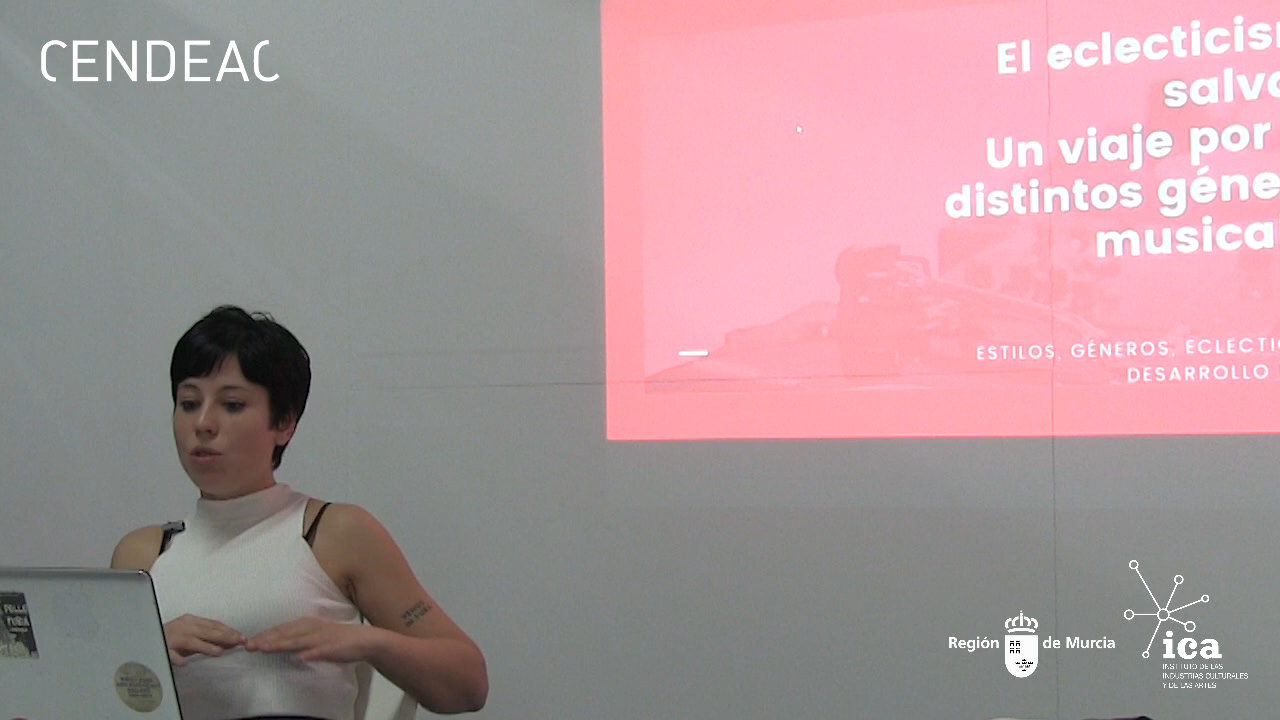 CENDEAC
El eclecticis
salv
Un viaje por
distintos géne
musica
ESTILOS, GÉNEROS, ECLECTI
DESARROLLO
Región de Murcia
ica
INSTITUTO DE LAS
INDUSTRIAS CULTURALES
Y DE LAS ARTES